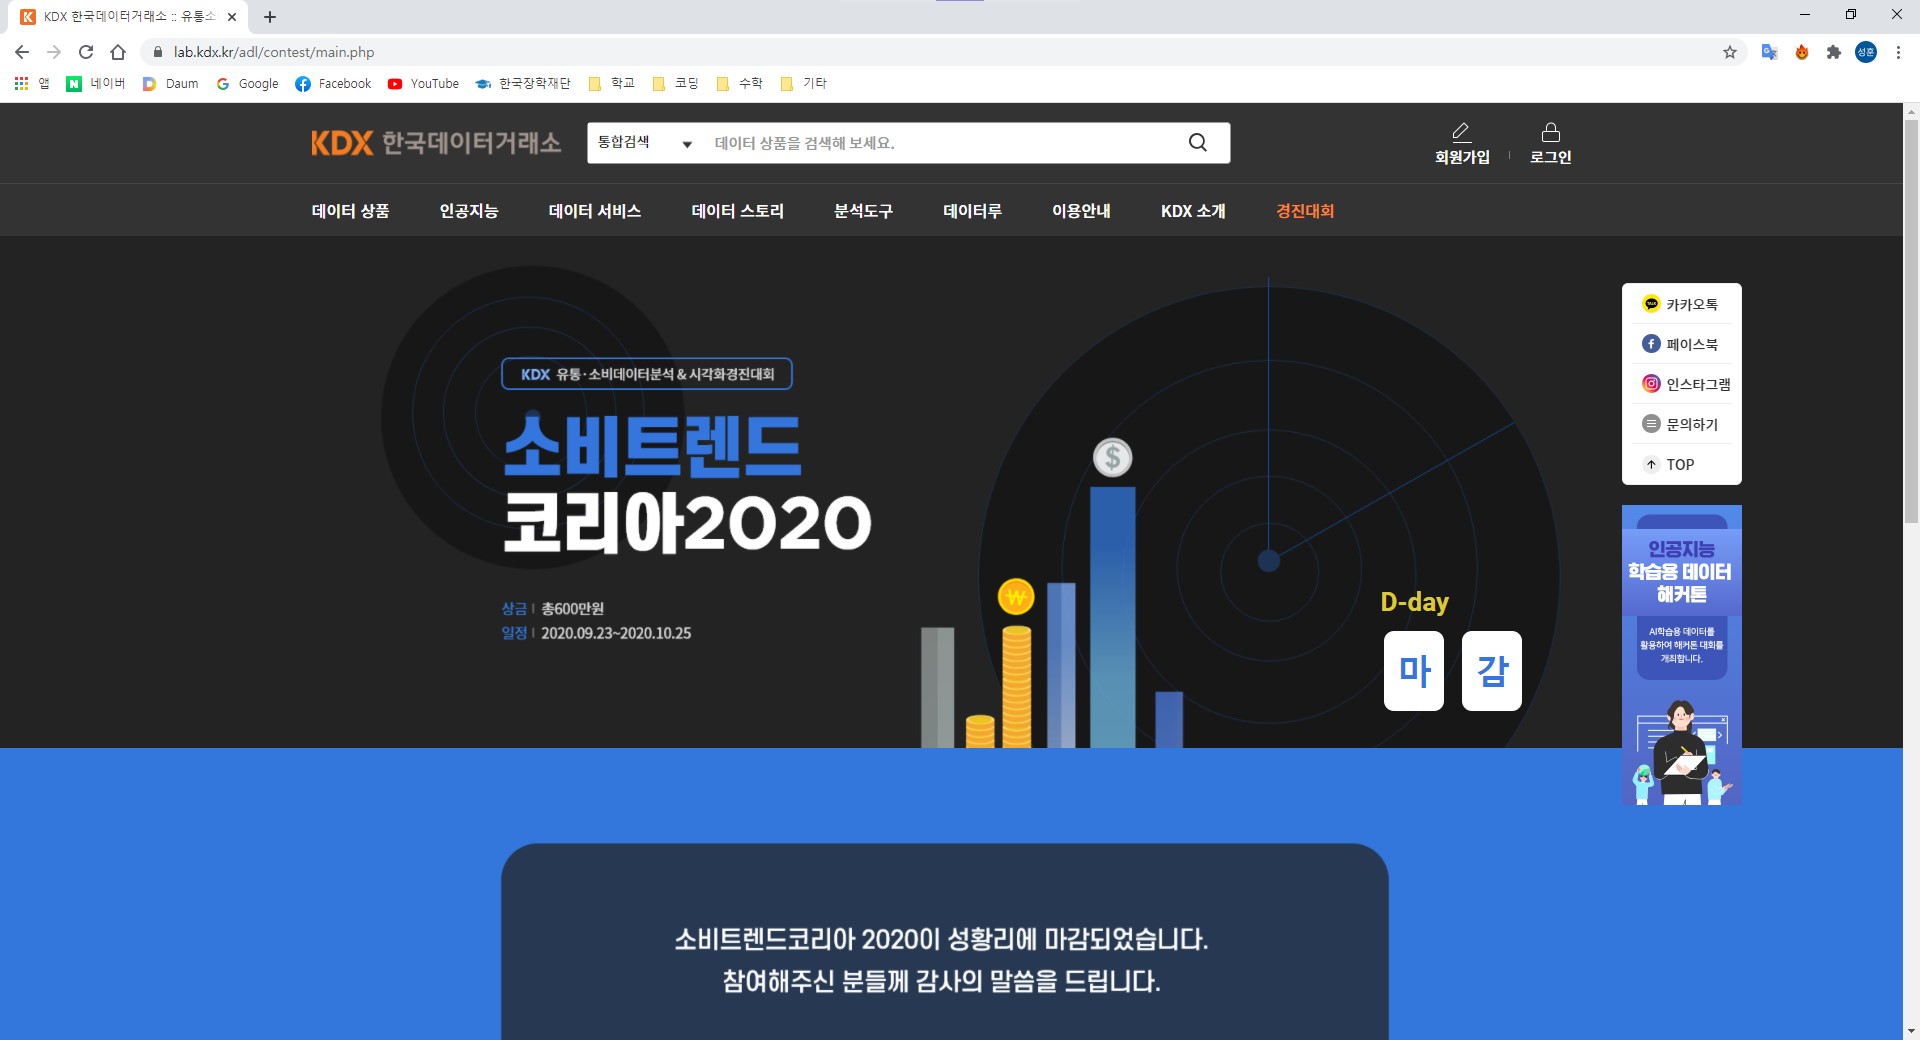 KDX 한국데이터거래소 :: 유통소
lab.kdx.kr/adl/contest/main.php
성훈
앱 네이버 Daum Google Facebook YouTube 한국장학재단 학교 코딩 수학 기타
KDX 한국데이터거래소
통합검색
데이터 상품을 검색해 보세요.
회원가입
로그인
데이터 상품 인공지능 데이터 서비스 데이터 스토리 분석도구 데이터루 이용안내 KDX 소개 경진대회
KDX 유통·소비데이터분석 & 시각화경진대회
소비트렌드
코리아2020
상금 | 총600만원
일정 | 2020.09.23~2020.10.25
D-day
마 감
카카오톡
페이스북
인스타그램
문의하기
TOP
인공지능
학습용 데이터
해커톤
AI학습용 데이터를
활용하여 해커톤 대회를
개최합니다.
소비트렌드코리아 2020이 성황리에 마감되었습니다.
참여해주신 분들께 감사의 말씀을 드립니다.